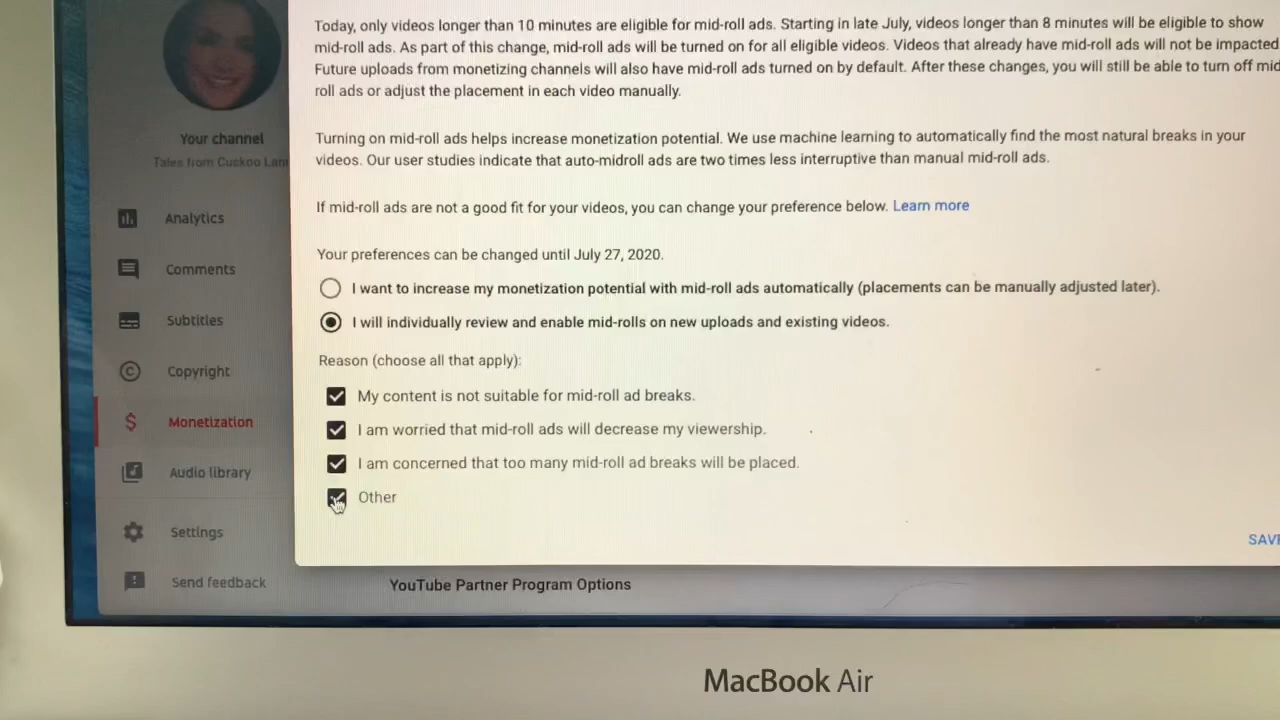 Today, only videos longer than 10 minutes are eligible for mid-roll ads. Starting in late July, videos longer than 8 minutes will be eligible to show
mid-roll ads. As part of this change, mid-roll ads will be turned on for all eligible videos. Videos that already have mid-roll ads will not be impacted
Future uploads from monetizing channels will also have mid-roll ads turned on by default. After these changes, you will still be able to turn off mid
roll ads or adjust the placement in each video manually.
Turning on mid-roll ads helps increase monetization potential. We use machine learning to automatically find the most natural breaks in your
videos. Our user studies indicate that auto-midroll ads are two times less interruptive than manual mid-roll ads.
If mid-roll ads are not a good fit for your videos, you can change your preference below. Learn more
Your preferences can be changed until July 27, 2020.
I want to increase my monetization potential with mid-roll ads automatically (placements can be manually adjusted later).
I will individually review and enable mid-rolls on new uploads and existing videos.
Reason (choose all that apply):
My content is not suitable for mid-roll ad breaks.
I am worried that mid-roll ads will decrease my viewership.
I am concerned that too many mid-roll ad breaks will be placed.
Other
SAVE
Your channel
Tales from Cuckoo Lan
Analytics
Comments
Subtitles
Copyright
Monetization
Audio library
Settings
Send feedback
YouTube Partner Program Options
MacBook Air